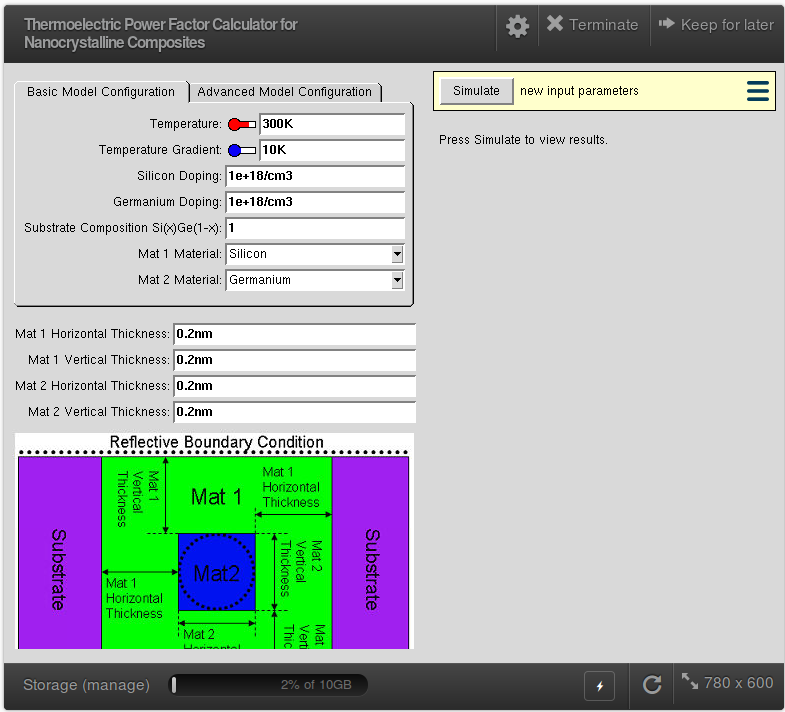 Thermoelectric Power Factor Calculator for
Nanocrystalline Composites
Terminate
Keep for later
Basic Model Configuration
Advanced Model Configuration
Temperature: 300K
Temperature Gradient: 10K
Silicon Doping: 1e+18/cm3
Germanium Doping: 1e+18/cm3
Substrate Composition Si(x)Ge(1-x): 1
Mat 1 Material: Silicon
Mat 2 Material: Germanium
Mat 1 Horizontal Thickness: 0.2nm
Mat 1 Vertical Thickness: 0.2nm
Mat 2 Horizontal Thickness: 0.2nm
Mat 2 Vertical Thickness: 0.2nm
Simulate
new input parameters
Press Simulate to view results.
Reflective Boundary Condition
Substrate
Mat 1
Vertical
Thickness
Mat 1
Mat 1
Horizontal
Thickness
Substrate
Mat2
Mat 2
Vertical
Thickness
Mat 1
Horizontal
Thickness
Mat 2
Storage (manage)
2% of 10GB
780 x 600